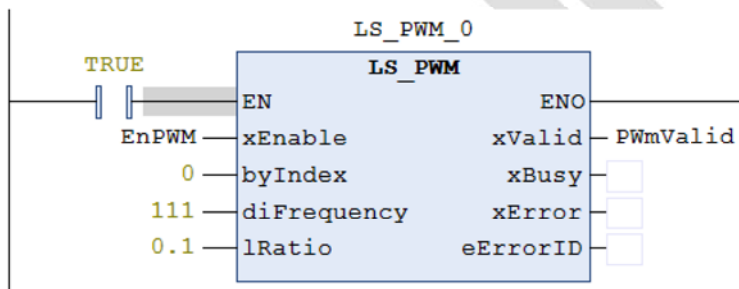 LS_PWM_0
TRUE
LS_PWM
EN ENO
EnPWM xEnable xValid PWmValid
0 byIndex xBusy
111 diFrequency xError
0.1 lRatio eErrorID